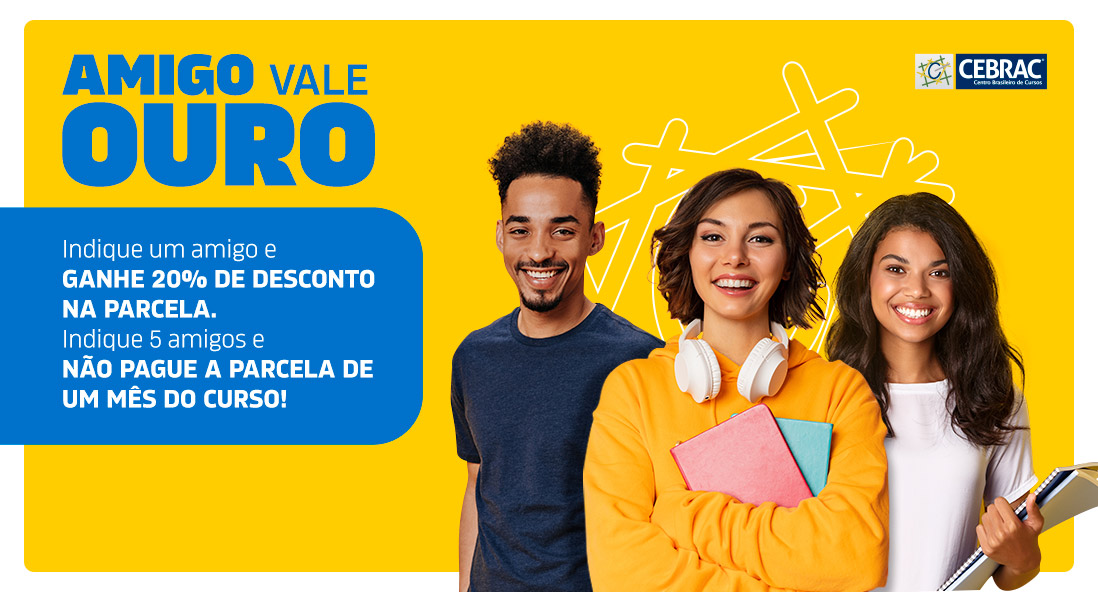 AMIGO VALE
OURO
CEBRAC®
Centro Brasileiro de Cursos
Indique um amigo e
GANHE 20% DE DESCONTO
NA PARCELA.
Indique 5 amigos e
NÃO PAGUE A PARCELA DE
UM MÊS DO CURSO!